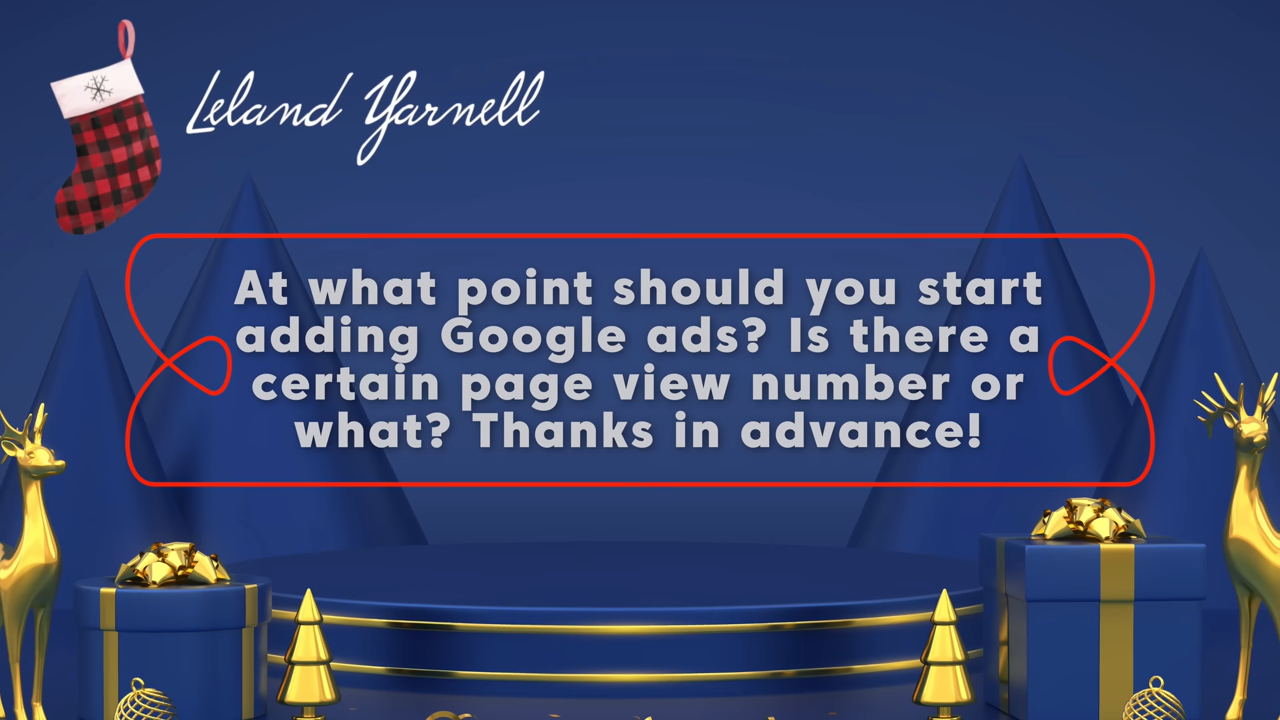 Leland Yarnell
At what point should you start
adding Google ads? Is there a
certain page view number or
what? Thanks in advance!